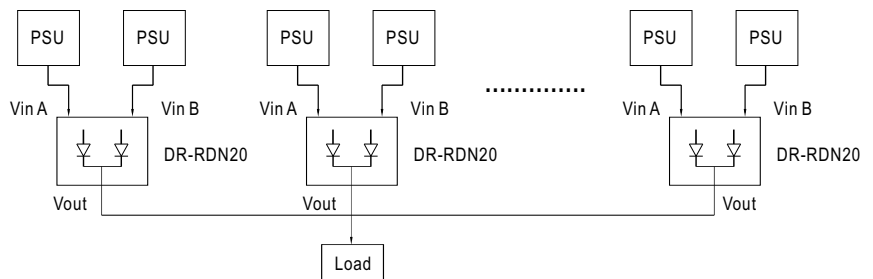 PSU PSU PSU PSU PSU PSU
Vin A Vin B Vin A Vin B Vin A Vin B
DR-RDN20 DR-RDN20 DR-RDN20
Vout Vout Vout
Load